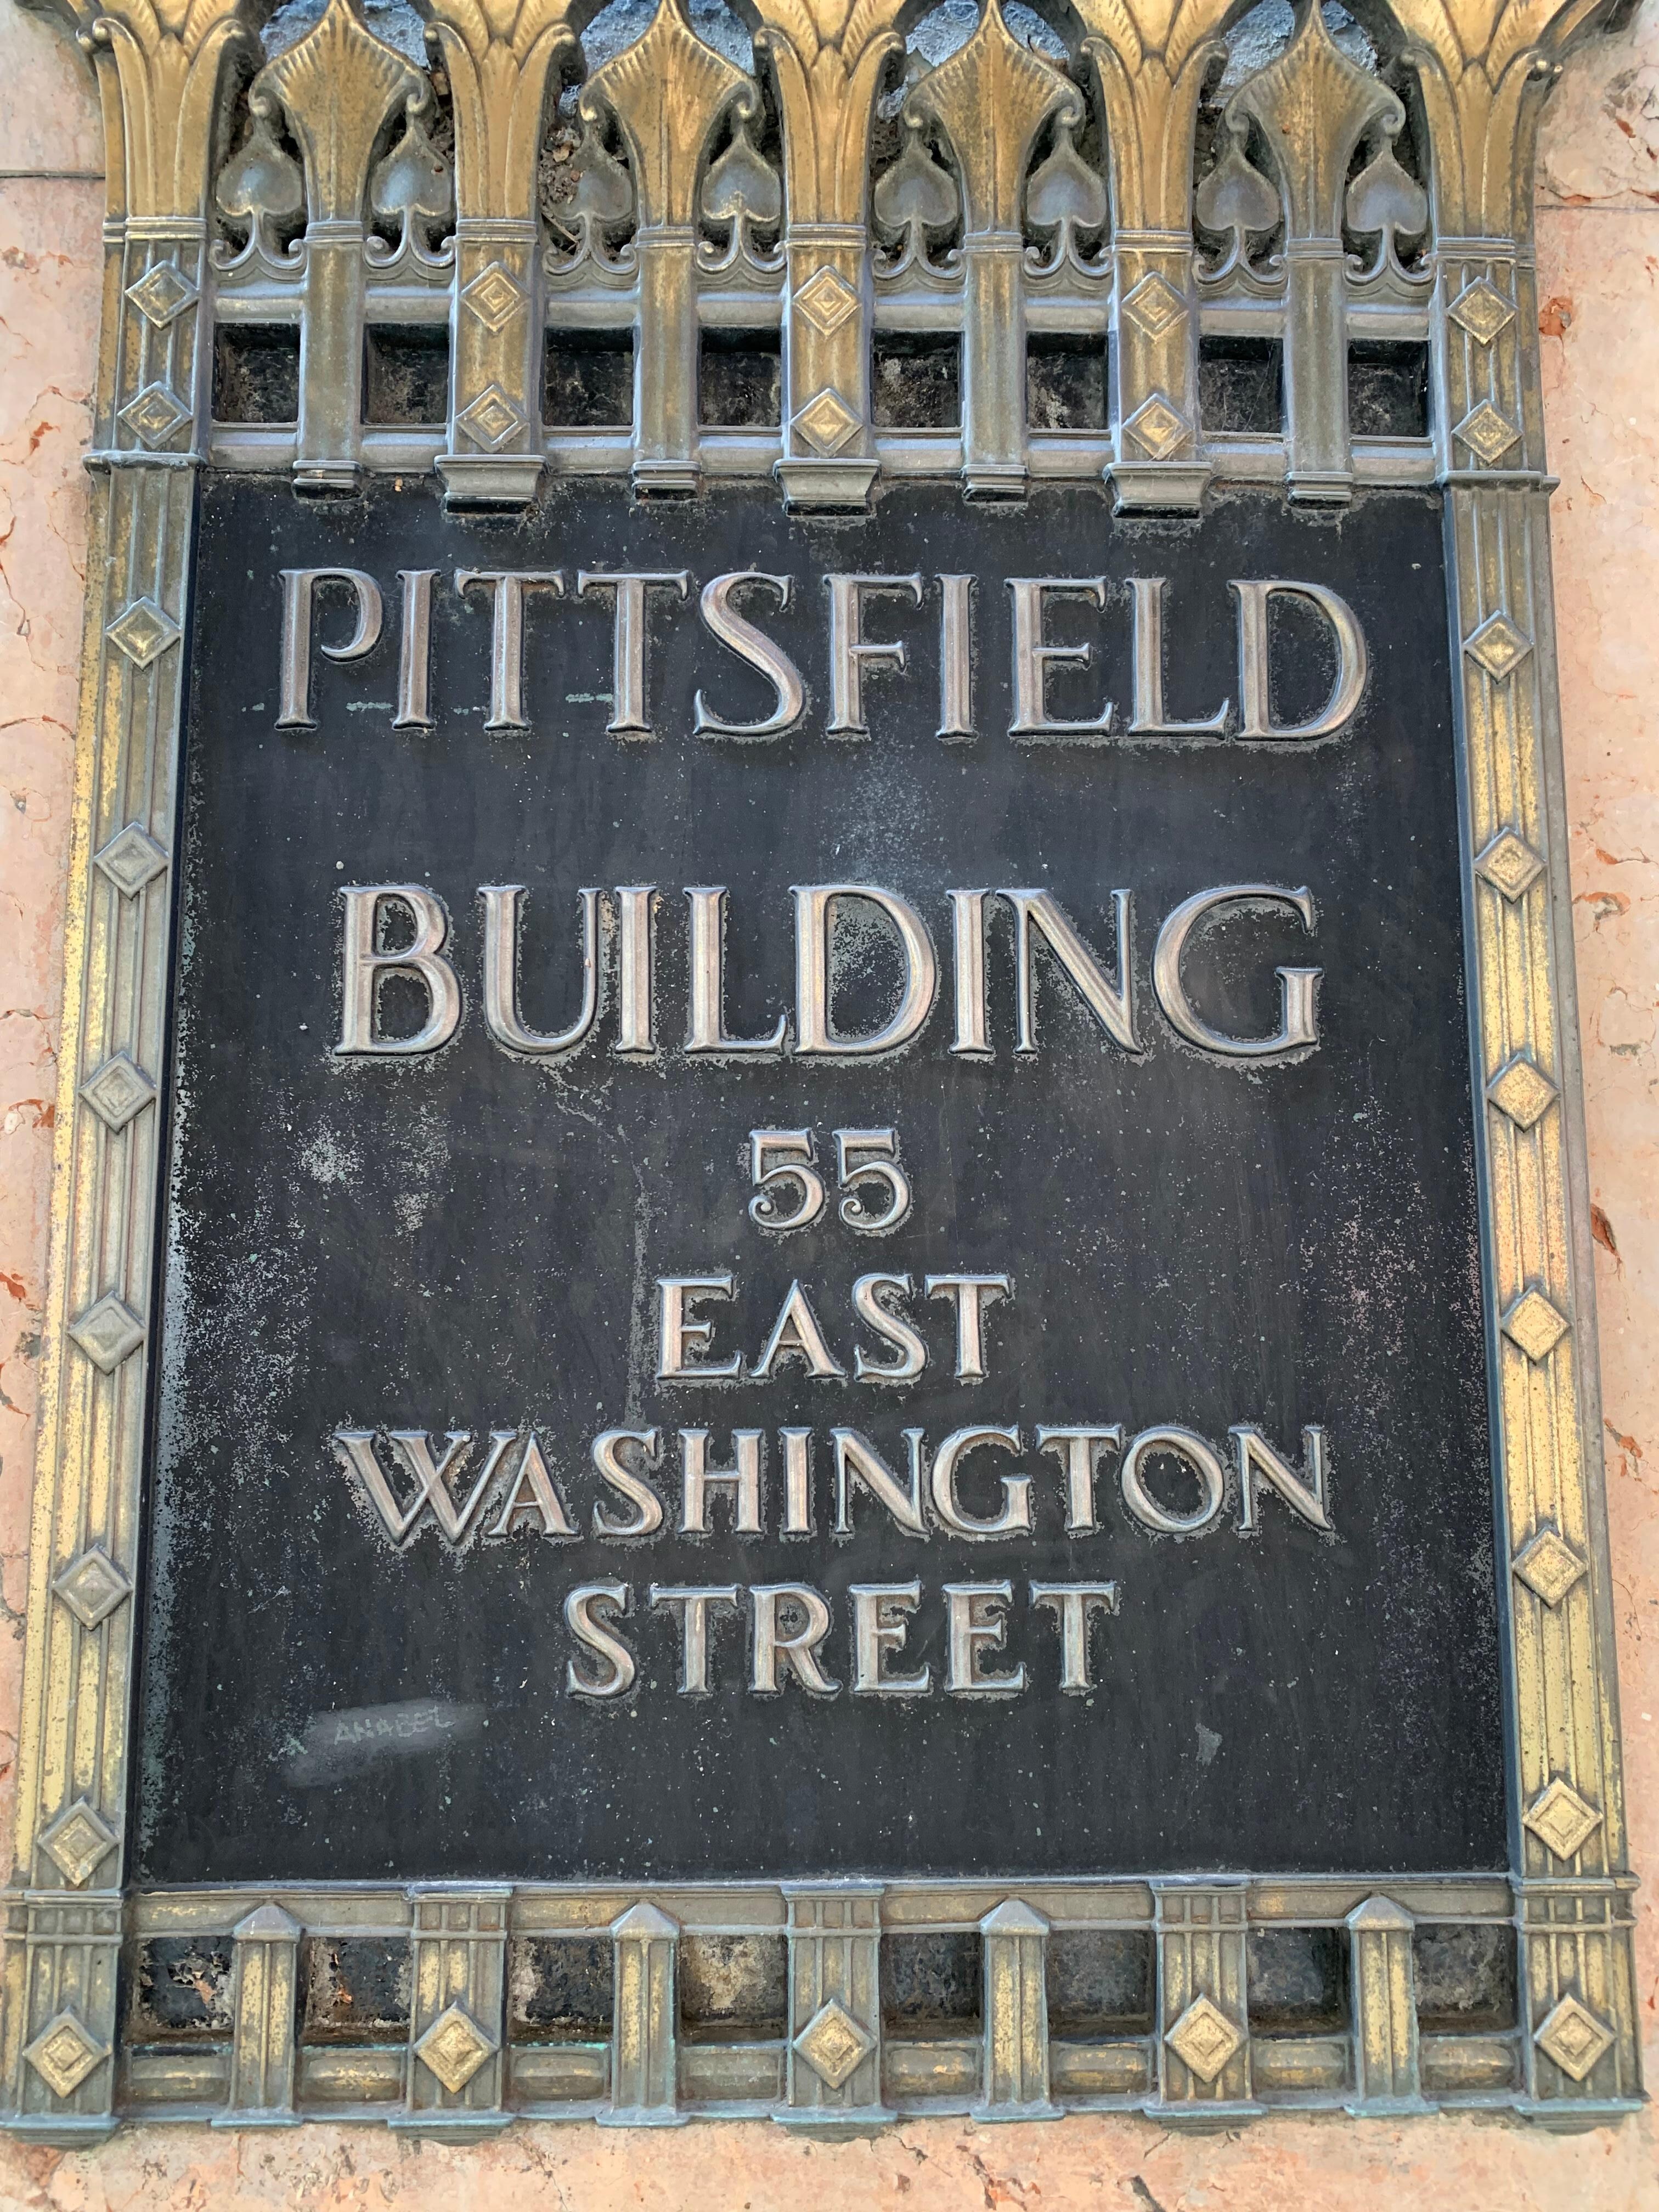 PITTSFIELD
BUILDING
55
EAST
WASHINGTON
STREET
ANABEL